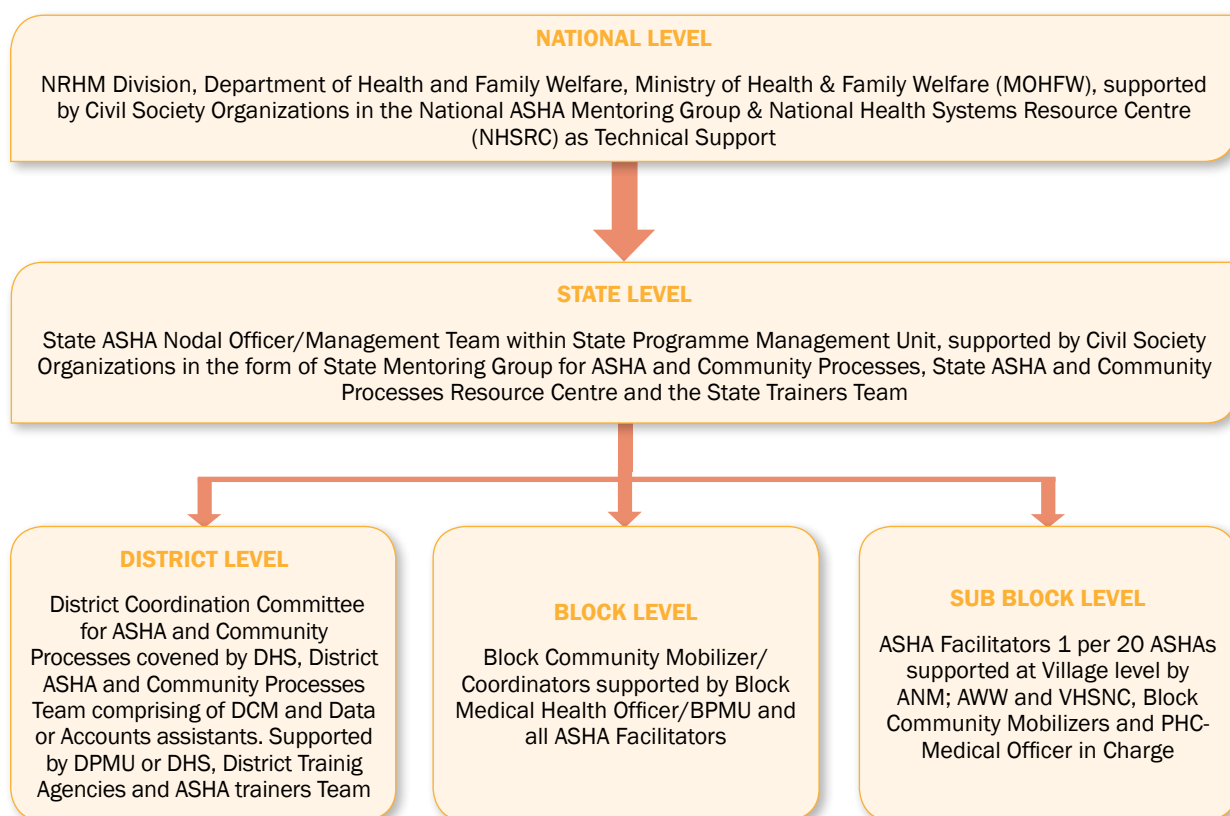 NATIONAL LEVEL
NRHM Division, Department of Health and Family Welfare, Ministry of Health & Family Welfare (MOHFW), supported
by Civil Society Organizations in the National ASHA Mentoring Group & National Health Systems Resource Centre
(NHSRC) as Technical Support
STATE LEVEL
State ASHA Nodal Officer/Management Team within State Programme Management Unit, supported by Civil Society
Organizations in the form of State Mentoring Group for ASHA and Community Processes, State ASHA and Community
Processes Resource Centre and the State Trainers Team
DISTRICT LEVEL
District Coordination Committee
for ASHA and Community
Processes covened by DHS, District
ASHA and Community Processes
Team comprising of DCM and Data
or Accounts assistants. Supported
by DPMU or DHS, District Trainig
Agencies and ASHA trainers Team
BLOCK LEVEL
Block Community Mobilizer/
Coordinators supported by Block
Medical Health Officer/BPMU and
all ASHA Facilitators
SUB BLOCK LEVEL
ASHA Facilitators 1 per 20 ASHAs
supported at Village level by
ANM; AWW and VHSNC, Block
Community Mobilizers and PHC-
Medical Officer in Charge